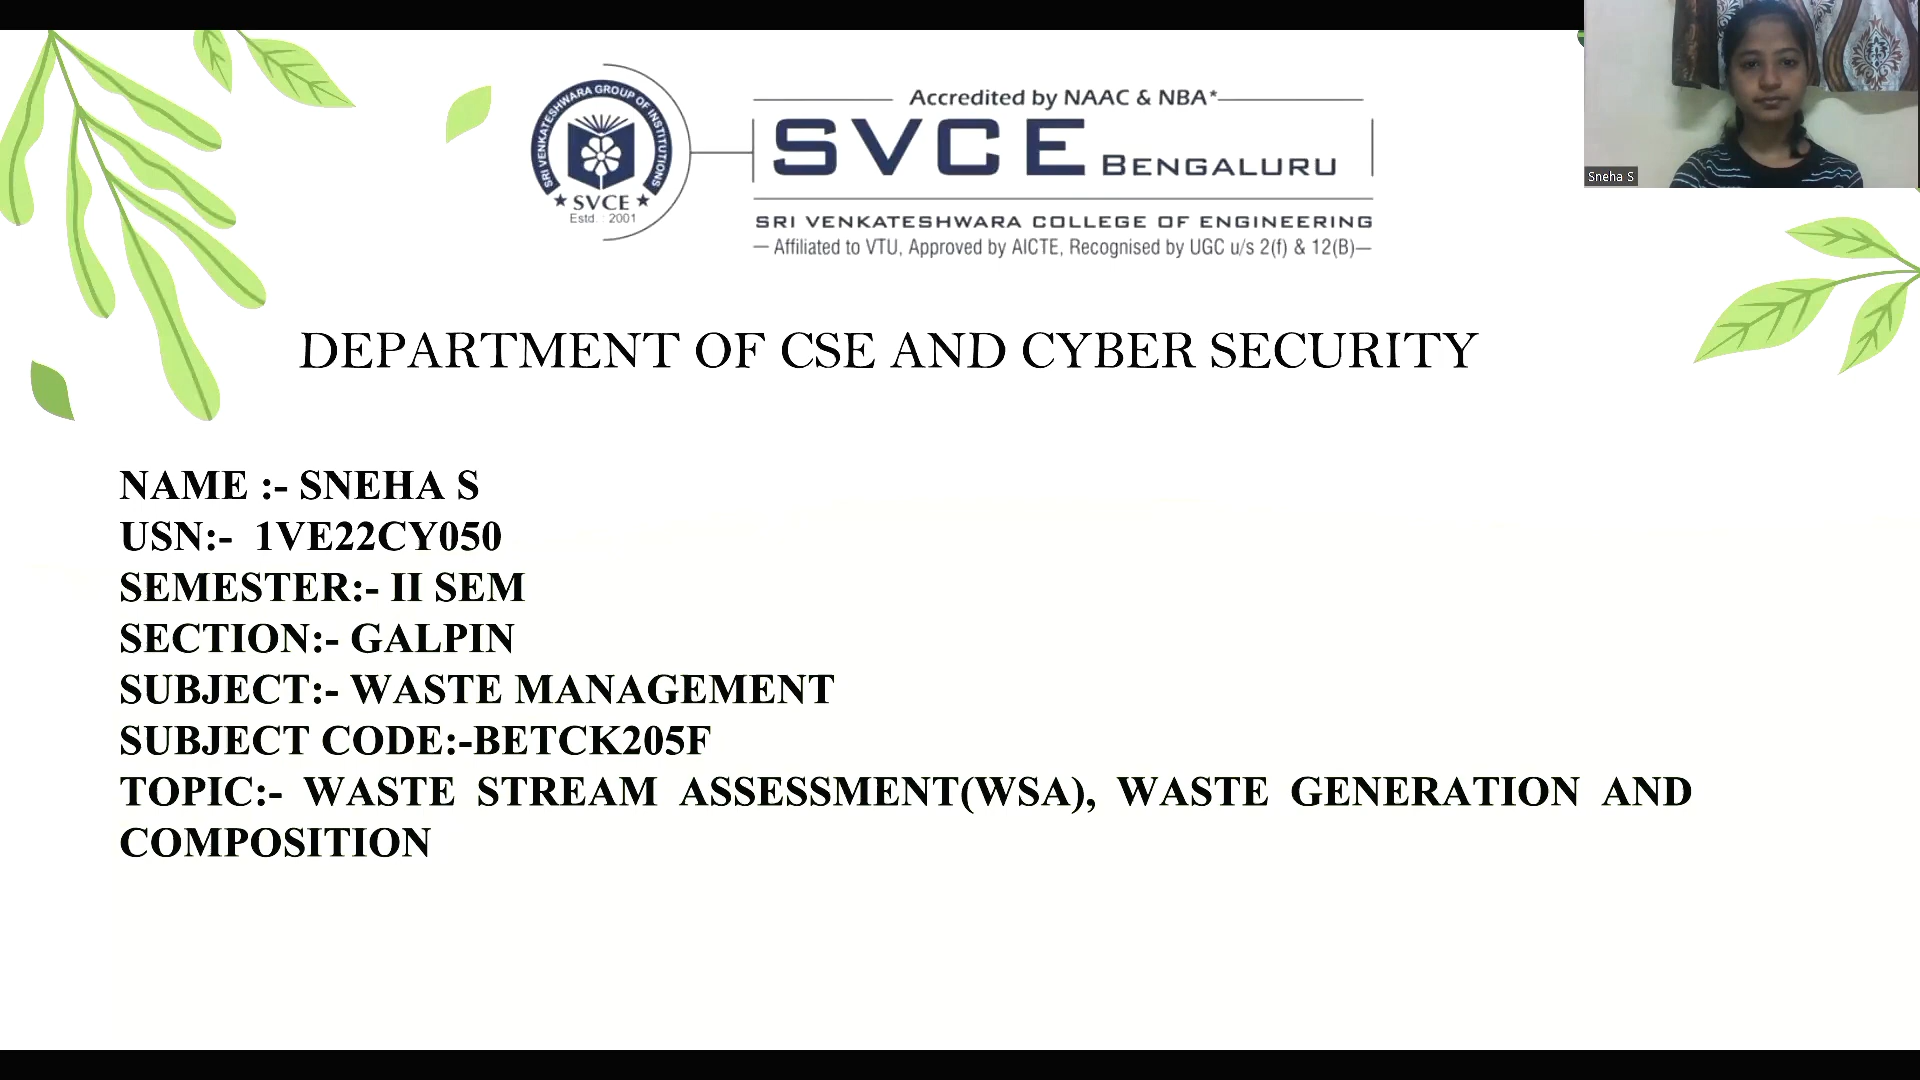 Accredited by NAAC & NBA*
SRI VENKATESHWARA GROUP OF INSTITUTIONS
SVCE BENGALURU
★ SVCE ★
Estd. : 2001
SRI VENKATESHWARA COLLEGE OF ENGINEERING
Affiliated to VTU, Approved by AICTE, Recognised by UGC u/s 2(f) & 12(B)
Sneha S
DEPARTMENT OF CSE AND CYBER SECURITY
NAME :- SNEHA S
USN:- 1VE22CY050
SEMESTER:- II SEM
SECTION:- GALPIN
SUBJECT:- WASTE MANAGEMENT
SUBJECT CODE:-BETCK205F
TOPIC:- WASTE STREAM ASSESSMENT(WSA), WASTE GENERATION AND
COMPOSITION